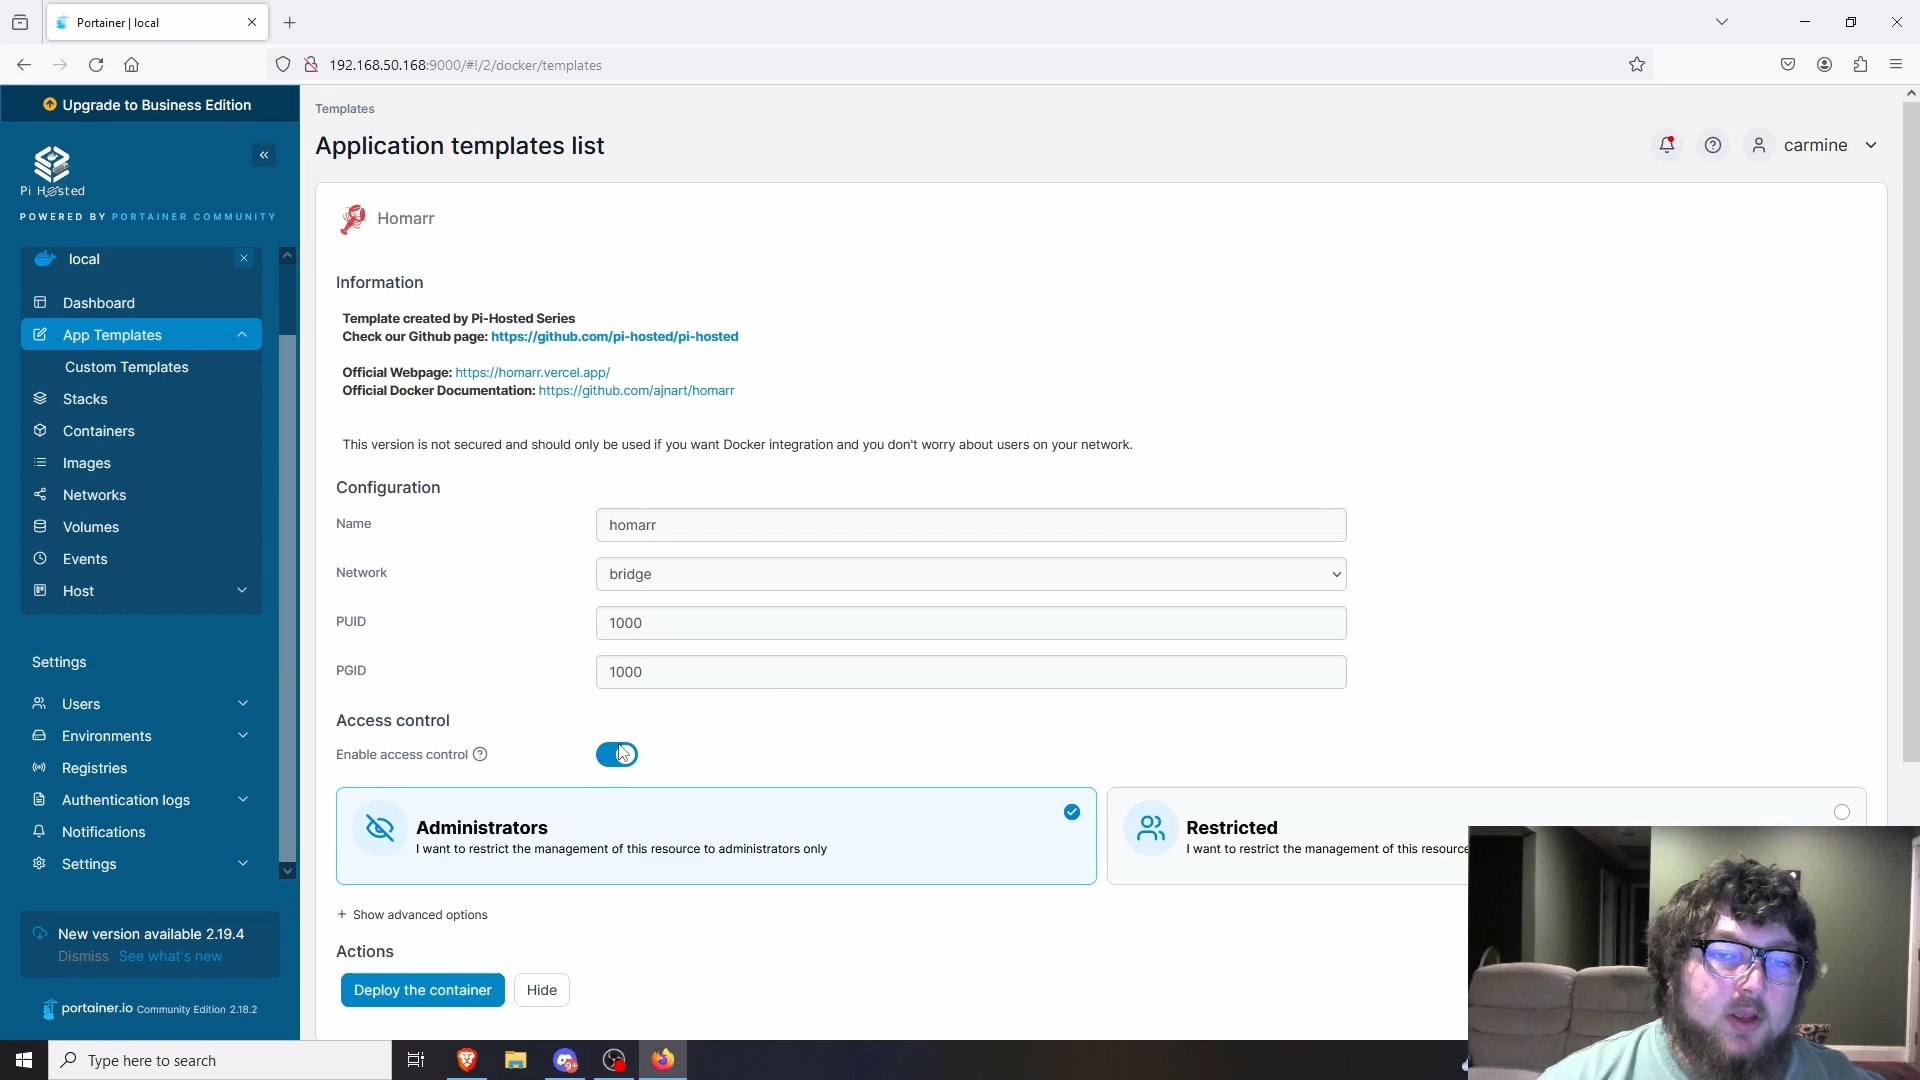 Portainer | local
192.168.50.168:9000/#!/2/docker/templates
Upgrade to Business Edition
Pi Hosted
POWERED BY PORTAINER COMMUNITY
local
Dashboard
App Templates
Custom Templates
Stacks
Containers
Images
Networks
Volumes
Events
Host
Settings
Users
Environments
Registries
Authentication logs
Notifications
Settings
New version available 2.19.4
Dismiss See what's new
portainer.io Community Edition 2.18.2
Templates
Application templates list
carmine
Homarr
Information
Template created by Pi-Hosted Series
Check our Github page: https://github.com/pi-hosted/pi-hosted
Official Webpage: https://homarr.vercel.app/
Official Docker Documentation: https://github.com/ajnart/homarr
This version is not secured and should only be used if you want Docker integration and you don't worry about users on your network.
Configuration
Name homarr
Network bridge
PUID 1000
PGID 1000
Access control
Enable access control
Administrators
I want to restrict the management of this resource to administrators only
Restricted
I want to restrict the management of this resource
+ Show advanced options
Actions
Deploy the container Hide
Type here to search
9+